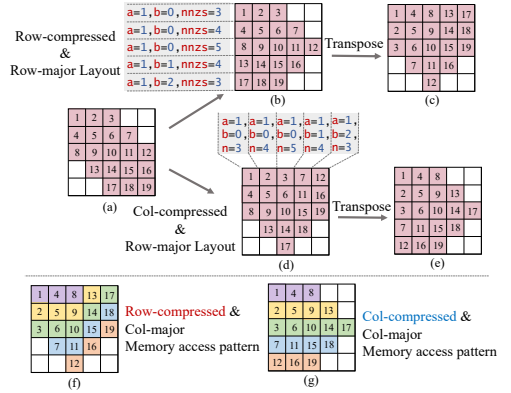 Row-compressed
&
Row-major Layout
a=1,b=0,nnzs=3
a=1,b=0,nnzs=4
a=1,b=0,nnzs=5
a=1,b=1,nnzs=4
a=1,b=2,nnzs=3
1 2 3
4 5 6 7
8 9 10 11 12
13 14 15 16
17 18 19
(b)
Transpose
1 4 8 13 17
2 5 9 14 18
3 6 10 15 19
7 11 16
12
(c)
1 2 3
4 5 6 7
8 9 10 11 12
13 14 15 16
17 18 19
(a)
Col-compressed
&
Row-major Layout
a=1, a=1, a=1, a=1, a=1,
b=0, b=0, b=0, b=1, b=2,
n=3 n=4 n=5 n=4 n=3
1 2 3 7 12
4 5 6 11 16
8 9 10 15 19
13 14 18
17
(d)
Transpose
1 4 8
2 5 9 13
3 6 10 14 17
7 11 15 18
12 16 19
(e)
1 4 8 13 17
2 5 9 14 18
3 6 10 15 19
7 11 16
12
(f)
Row-compressed &
Col-major
Memory access pattern
1 4 8
2 5 9 13
3 6 10 14 17
7 11 15 18
12 16 19
(g)
Col-compressed &
Col-major
Memory access pattern